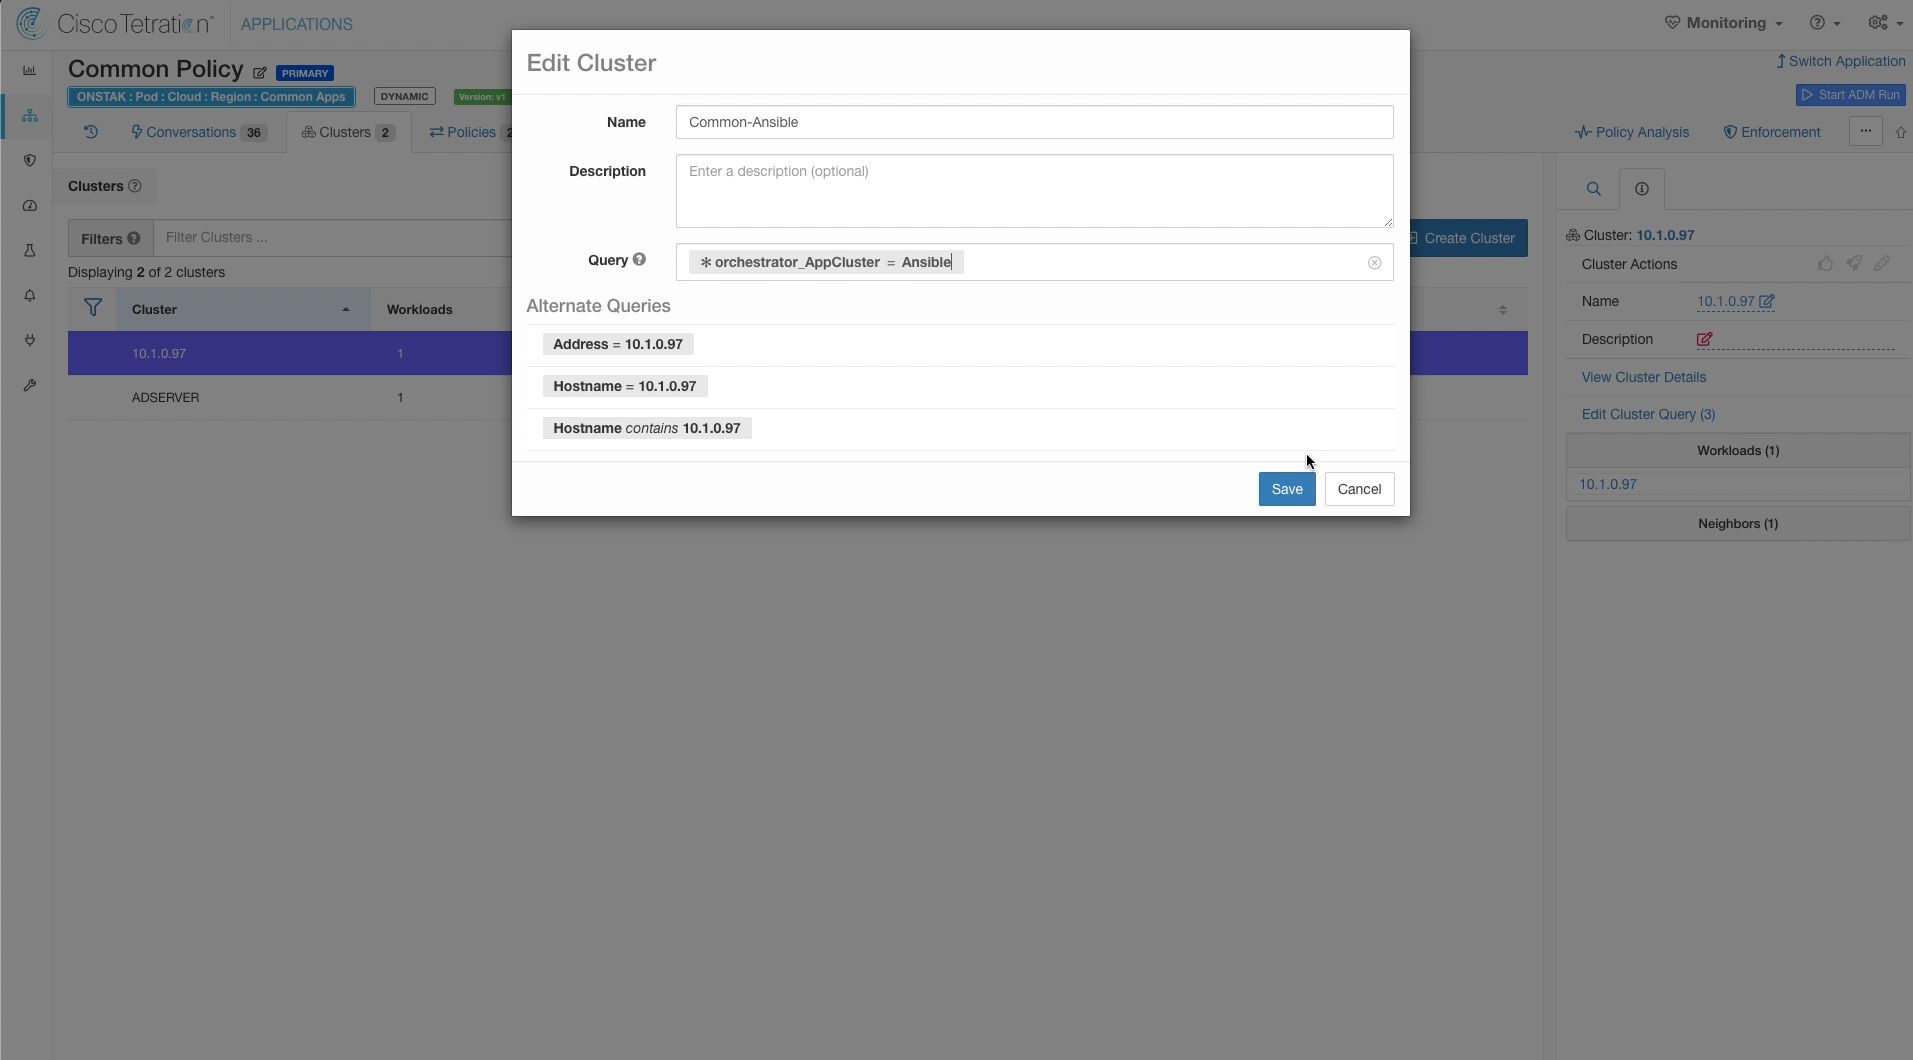 Cisco Tetration™
APPLICATIONS
Monitoring
Common Policy PRIMARY
Switch Application
ONSTAK : Pod : Cloud : Region : Common Apps DYNAMIC Version: v1
Start ADM Run
Conversations 36 Clusters 2 Policies 2
Policy Analysis Enforcement ...
Clusters
Filters Filter Clusters ...
Create Cluster
Displaying 2 of 2 clusters
Cluster Workloads
10.1.0.97 1
ADSERVER 1
Edit Cluster
Name Common-Ansible
Description Enter a description (optional)
Query * orchestrator_AppCluster = Ansible
Alternate Queries
Address = 10.1.0.97
Hostname = 10.1.0.97
Hostname contains 10.1.0.97
Save Cancel
Cluster: 10.1.0.97
Cluster Actions
Name 10.1.0.97
Description
View Cluster Details
Edit Cluster Query (3)
Workloads (1)
10.1.0.97
Neighbors (1)